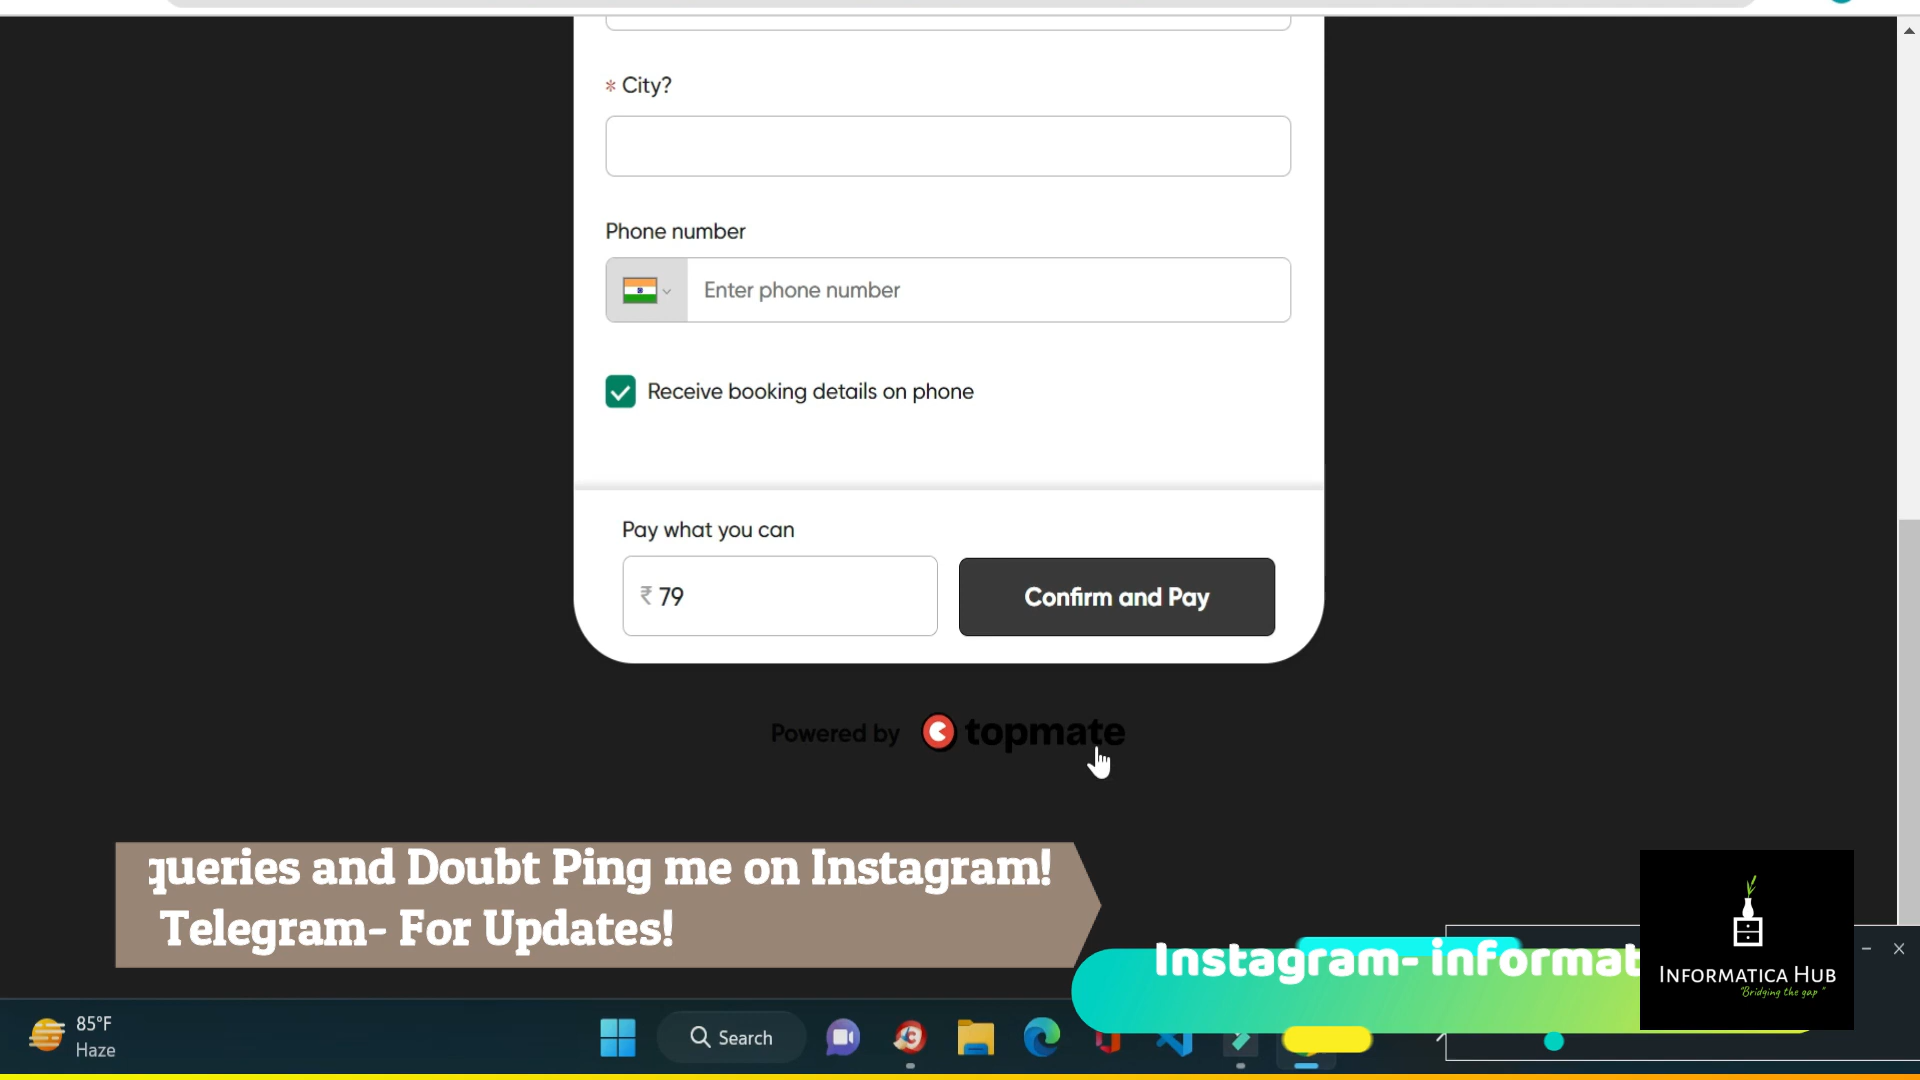 * City?
Phone number
Enter phone number
Receive booking details on phone
Pay what you can
₹ 79
Confirm and Pay
Powered by topmate
queries and Doubt Ping me on Instagram!
Telegram- For Updates!
Instagram- informat
INFORMATICA HUB
"Bridging the gap"
85°F
Haze
Search